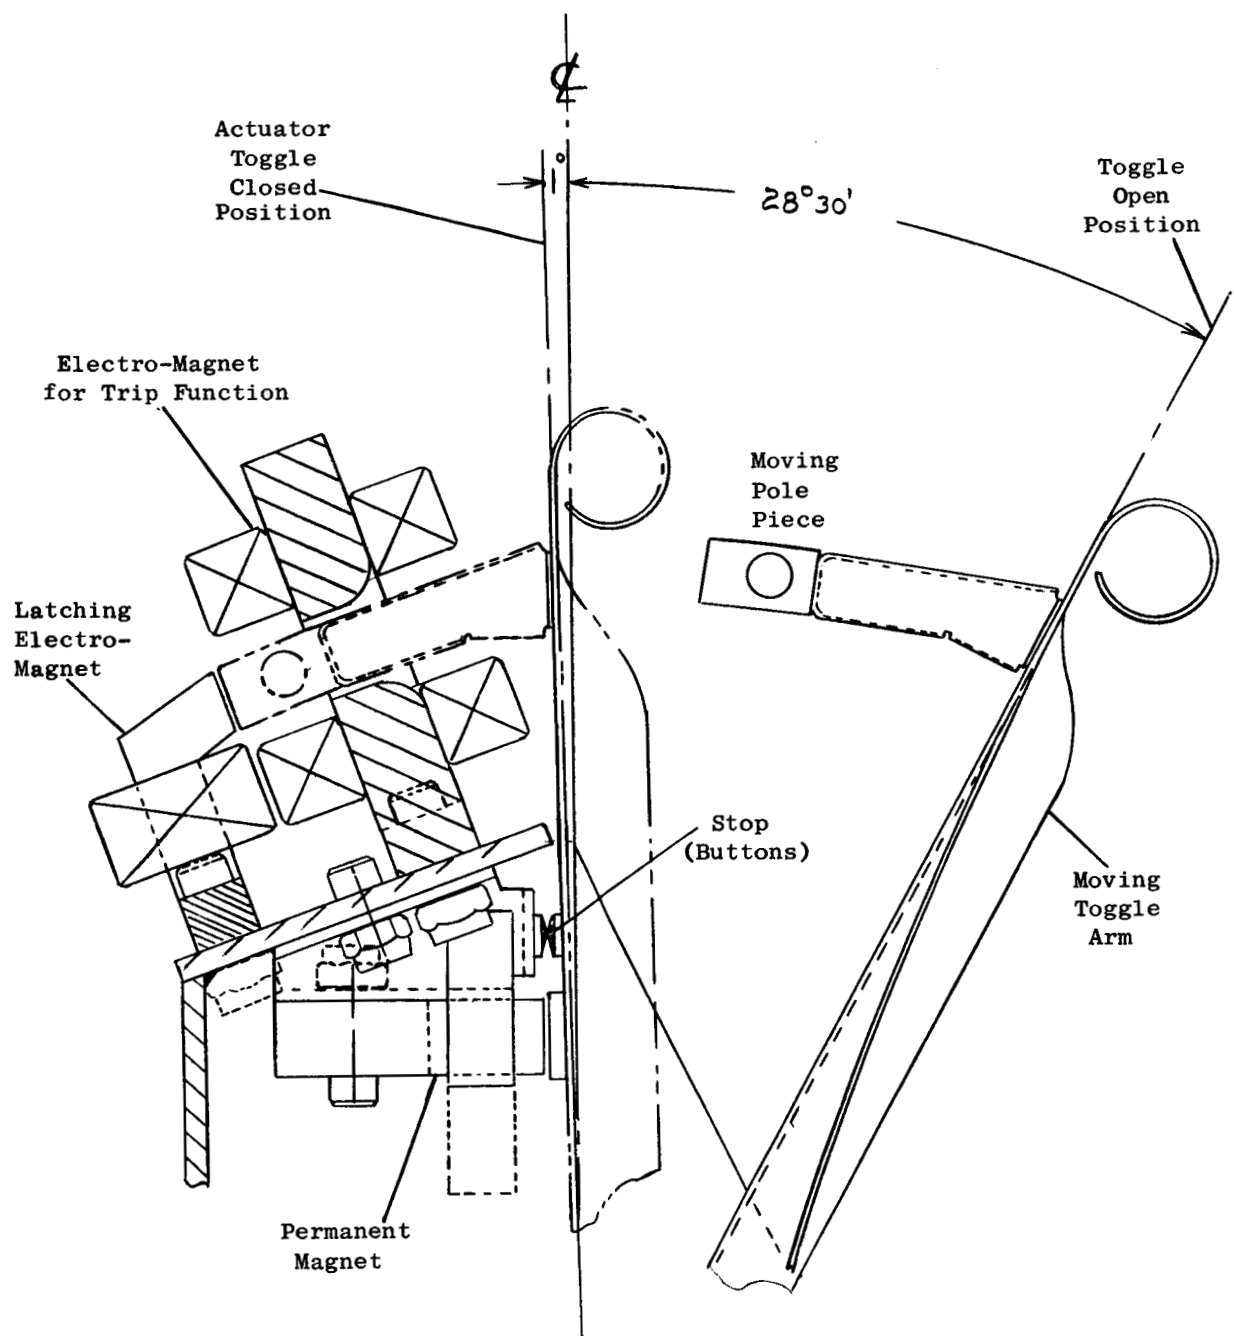 ℄
Actuator
Toggle
Closed
Position
1°
28°30'
Toggle
Open
Position
Electro-Magnet
for Trip Function
Moving
Pole
Piece
Latching
Electro-
Magnet
Stop
(Buttons)
Moving
Toggle
Arm
Permanent
Magnet